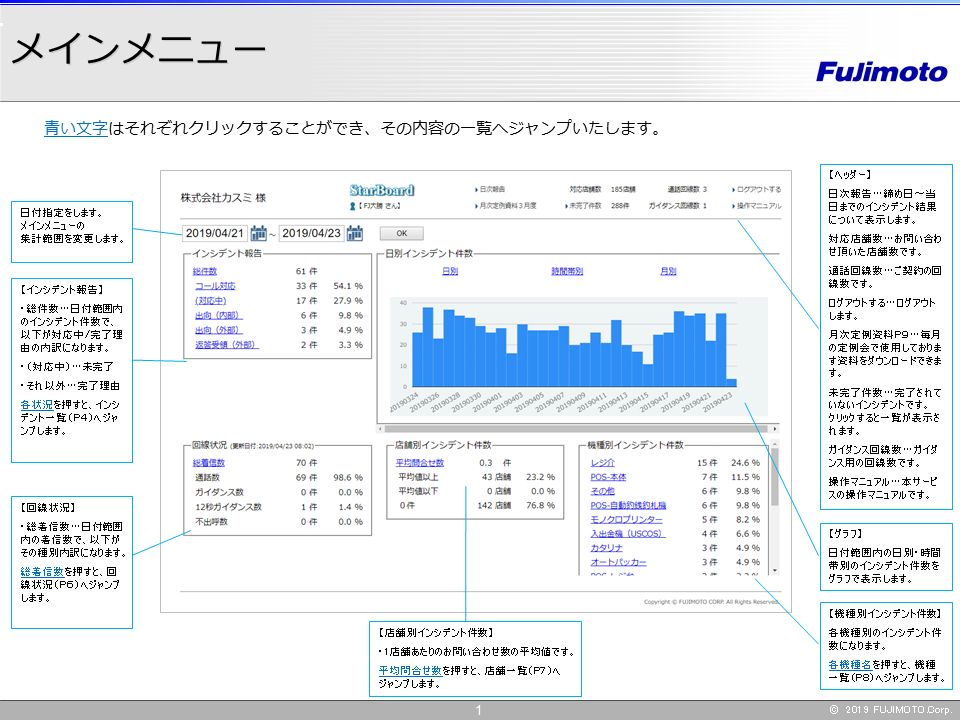 メインメニュー
FuJimoto
青い文字はそれぞれクリックすることができ、その内容の一覧へジャンプいたします。
日付指定をします。
メインメニューの
集計範囲を変更します。
【インシデント報告】
・総件数…日付範囲内
のインシデント件数で、
以下が対応中/完了理
由の内訳になります。
・(対応中)…未完了
・それ以外…完了理由
各状況を押すと、インシ
デント一覧(P4)へジャ
ンプします。
【回線状況】
・総着信数…日付範囲
内の着信数で、以下が
その種別内訳になります。
総着信数を押すと、回
線状況(P6)へジャンプ
します。
株式会社カスミ 様
StarBoard
【 FJ大勝 さん】
日次報告
月次定例資料3月度
対応店舗数 185店舗
未完了件数 288件
通話回線数 3
ガイダンス回線数 1
ログアウトする
操作マニュアル
2019/04/21 ~ 2019/04/23 OK
インシデント報告
総件数 61 件
コール対応 33 件 54.1 %
(対応中) 17 件 27.9 %
出向（内部） 6 件 9.8 %
出向（外部） 3 件 4.9 %
返答受領（外部） 2 件 3.3 %
日別インシデント件数
日別 時間帯別 月別
40
30
20
10
0
20190324 20190326 20190328 20190330 20190401 20190403 20190405 20190407 20190409 20190411 20190413 20190415 20190417 20190419 20190421 20190423
回線状況 (更新日付:2019/04/23 08:02)
総着信数 70 件
通話数 69 件 98.6 %
ガイダンス数 0 件 0.0 %
12秒ガイダンス数 1 件 1.4 %
不出呼数 0 件 0.0 %
店舗別インシデント件数
平均問合せ数 0.3 件
平均値以上 43 店舗 23.2 %
平均値以下 0 店舗 0.0 %
0 件 142 店舗 76.8 %
機種別インシデント件数
レジ介 15 件 24.6 %
POS-本体 7 件 11.5 %
その他 6 件 9.8 %
POS-自動釣銭釣札機 6 件 9.8 %
モノクロプリンター 5 件 8.2 %
入出金機（USCOS） 4 件 6.6 %
カタリナ 3 件 4.9 %
オートパッカー 3 件 4.9 %
Copyright © FUJIMOTO CORP. All Rights Reserved.
【店舗別インシデント件数】
・1店舗あたりのお問い合わせ数の平均値です。
平均問合せ数を押すと、店舗一覧(P7)へ
ジャンプします。
【ヘッダー】
日次報告…締め日～当
日までのインシデント結果
について表示します。
対応店舗数…お問い合わ
せ頂いた店舗数です。
通話回線数…ご契約の回
線数です。
ログアウトする…ログアウト
します。
月次定例資料P9…毎月
の定例会で使用しておりま
す資料をダウンロードできま
す。
未完了件数…完了されて
いないインシデントです。
クリックすると一覧が表示さ
れます。
ガイダンス回線数…ガイダ
ンス用の回線数です。
操作マニュアル…本サービ
スの操作マニュアルです。
【グラフ】
日付範囲内の日別・時間
帯別のインシデント件数を
グラフで表示します。
【機種別インシデント件数】
各機種別のインシデント件
数になります。
各機種名を押すと、機種
一覧(P8)へジャンプします。
1
© 2019 FUJIMOTO.Corp.